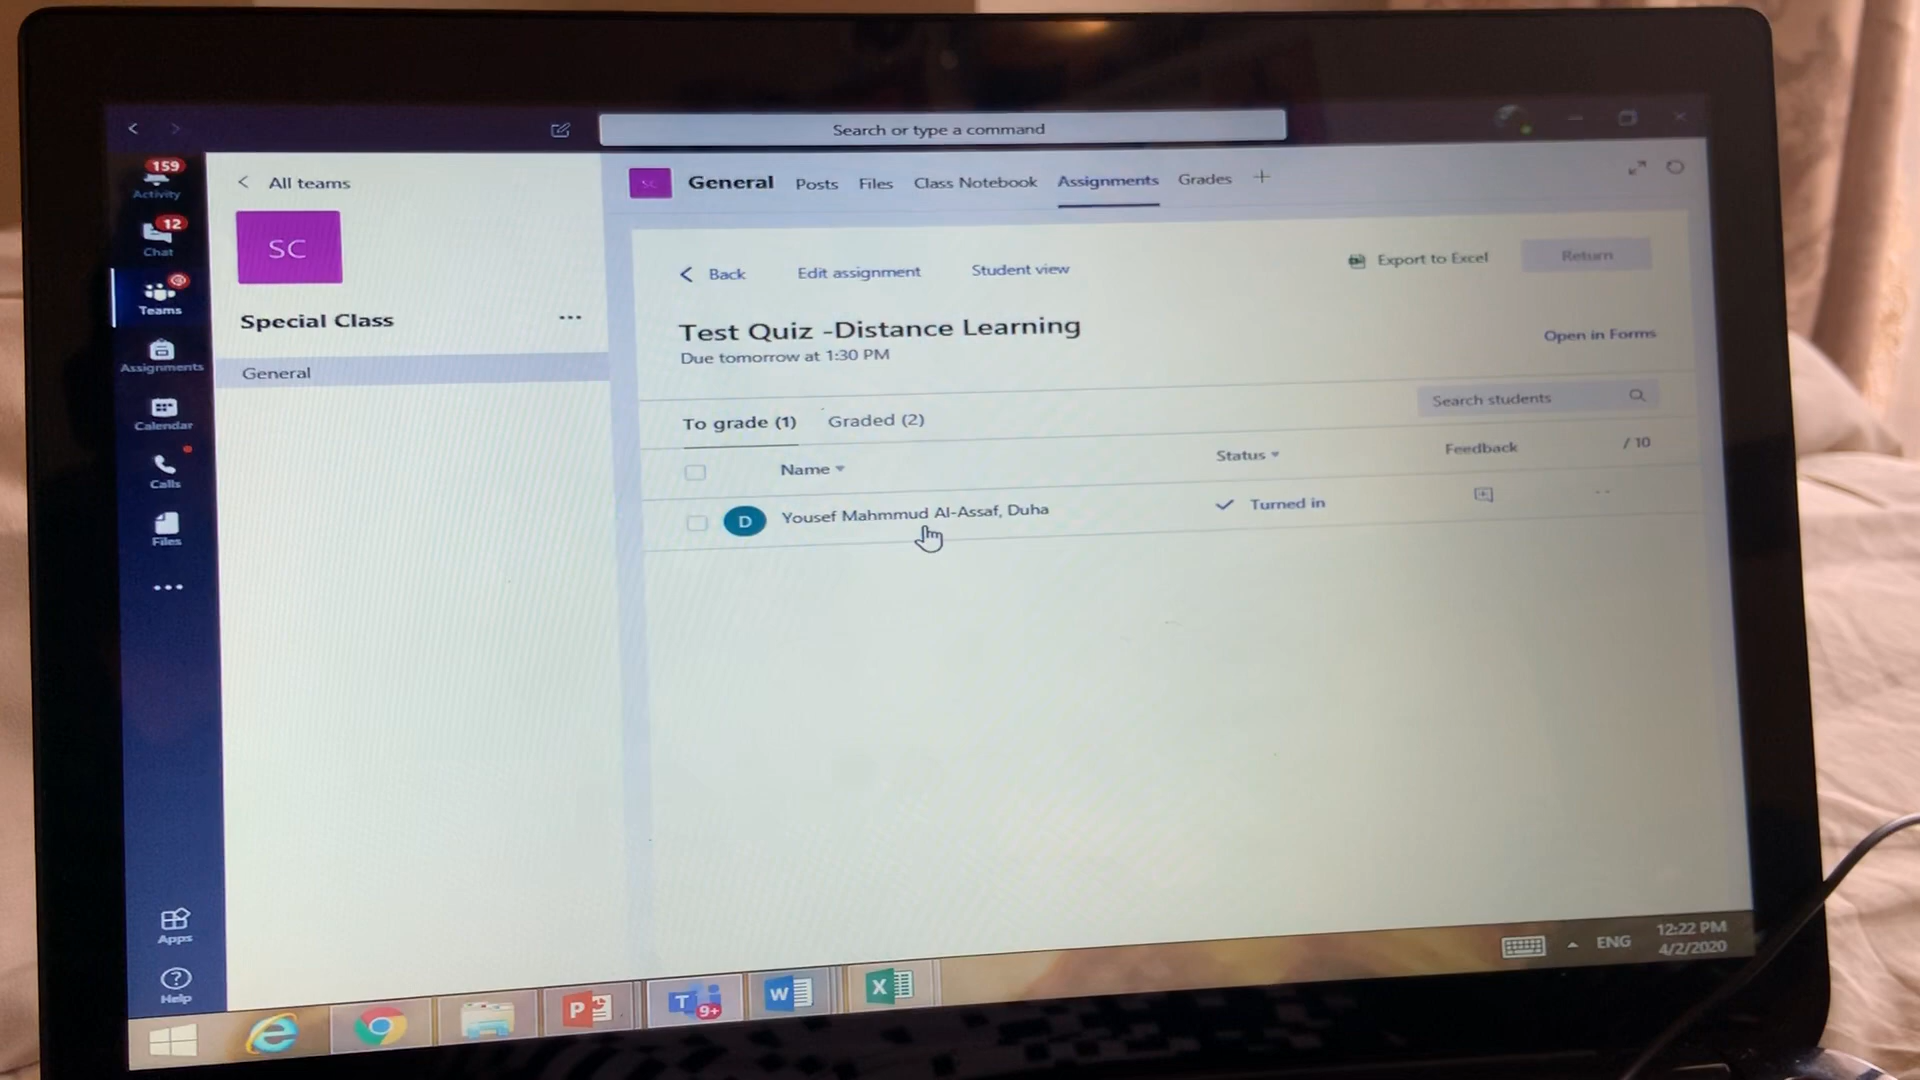 Search or type a command
159
Activity
12
Chat
Teams
Assignments
Calendar
Calls
Files
Apps
Help
All teams
SC
Special Class
General
SC
General
Posts
Files
Class Notebook
Assignments
Grades
Back
Edit assignment
Student view
Export to Excel
Return
Test Quiz -Distance Learning
Due tomorrow at 1:30 PM
Open in Forms
To grade (1)
Graded (2)
Search students
Name
Status
Feedback
/ 10
D
Yousef Mahmmud Al-Assaf, Duha
Turned in
P
T
9+
W
X
ENG
12:22 PM
4/2/2020